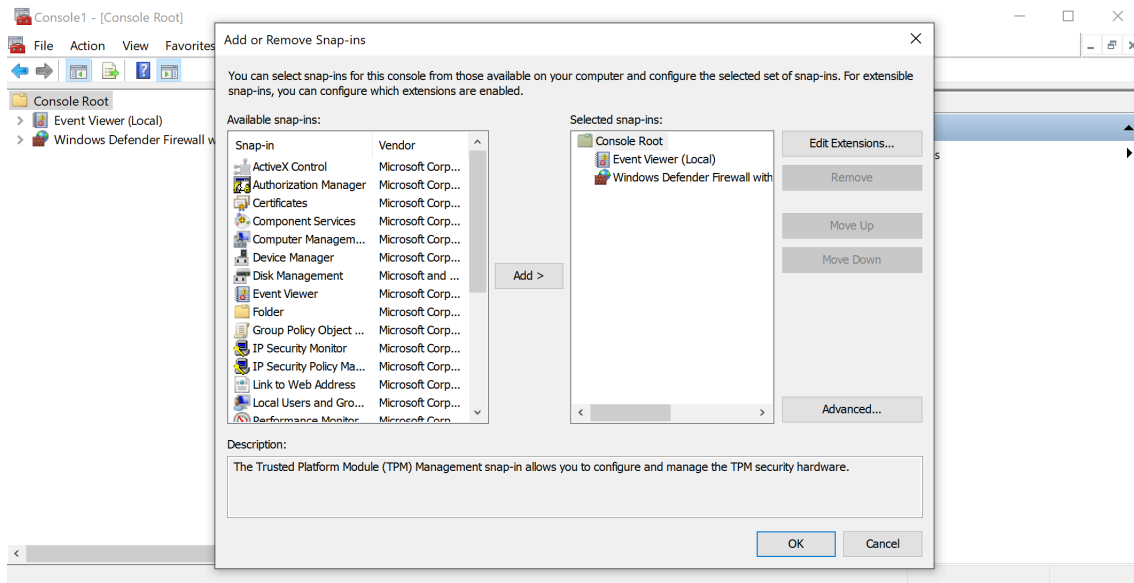 Console1 - [Console Root]
File Action View Favorites
Console Root
Event Viewer (Local)
Windows Defender Firewall w
Add or Remove Snap-ins
You can select snap-ins for this console from those available on your computer and configure the selected set of snap-ins. For extensible
snap-ins, you can configure which extensions are enabled.
Available snap-ins:
Snap-in Vendor
ActiveX Control Microsoft Corp...
Authorization Manager Microsoft Corp...
Certificates Microsoft Corp...
Component Services Microsoft Corp...
Computer Managem... Microsoft Corp...
Device Manager Microsoft Corp...
Disk Management Microsoft and ...
Event Viewer Microsoft Corp...
Folder Microsoft Corp...
Group Policy Object ... Microsoft Corp...
IP Security Monitor Microsoft Corp...
IP Security Policy Ma... Microsoft Corp...
Link to Web Address Microsoft Corp...
Local Users and Gro... Microsoft Corp...
Performance Monitor Microsoft Corp
Add >
Selected snap-ins:
Console Root
Event Viewer (Local)
Windows Defender Firewall with
Edit Extensions...
Remove
Move Up
Move Down
Advanced...
Description:
The Trusted Platform Module (TPM) Management snap-in allows you to configure and manage the TPM security hardware.
OK
Cancel
s